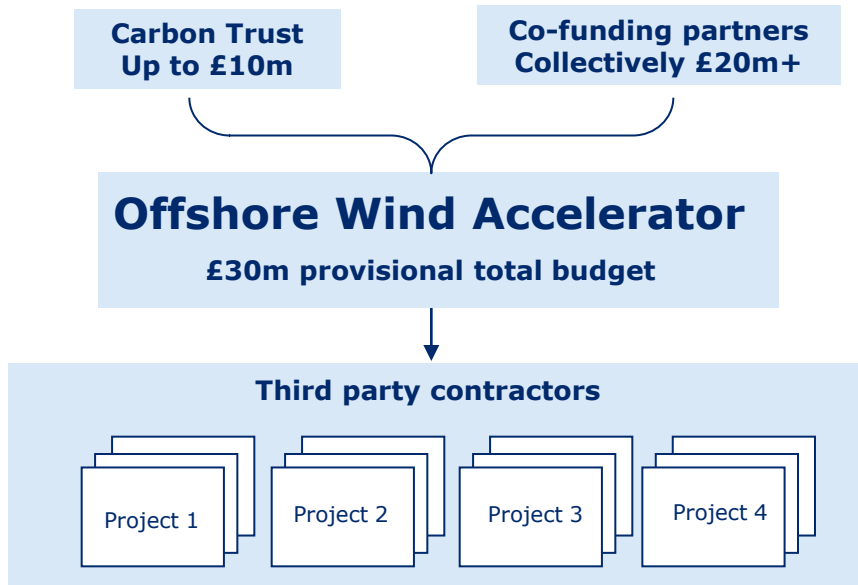 Carbon Trust
Up to £10m
Co-funding partners
Collectively £20m+
Offshore Wind Accelerator
£30m provisional total budget
Third party contractors
Project 1
Project 2
Project 3
Project 4